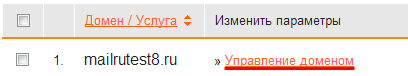 Домен / Услуга Изменить параметры
1. mailrutest8.ru » Управление доменом